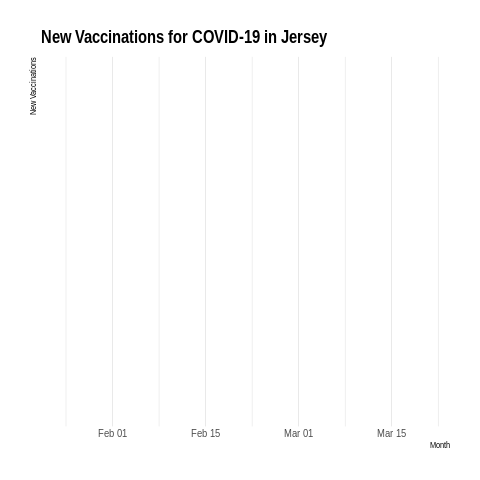 New Vaccinations for COVID-19 in Jersey
New Vaccinations
Feb 01
Feb 15
Mar 01
Mar 15
Month